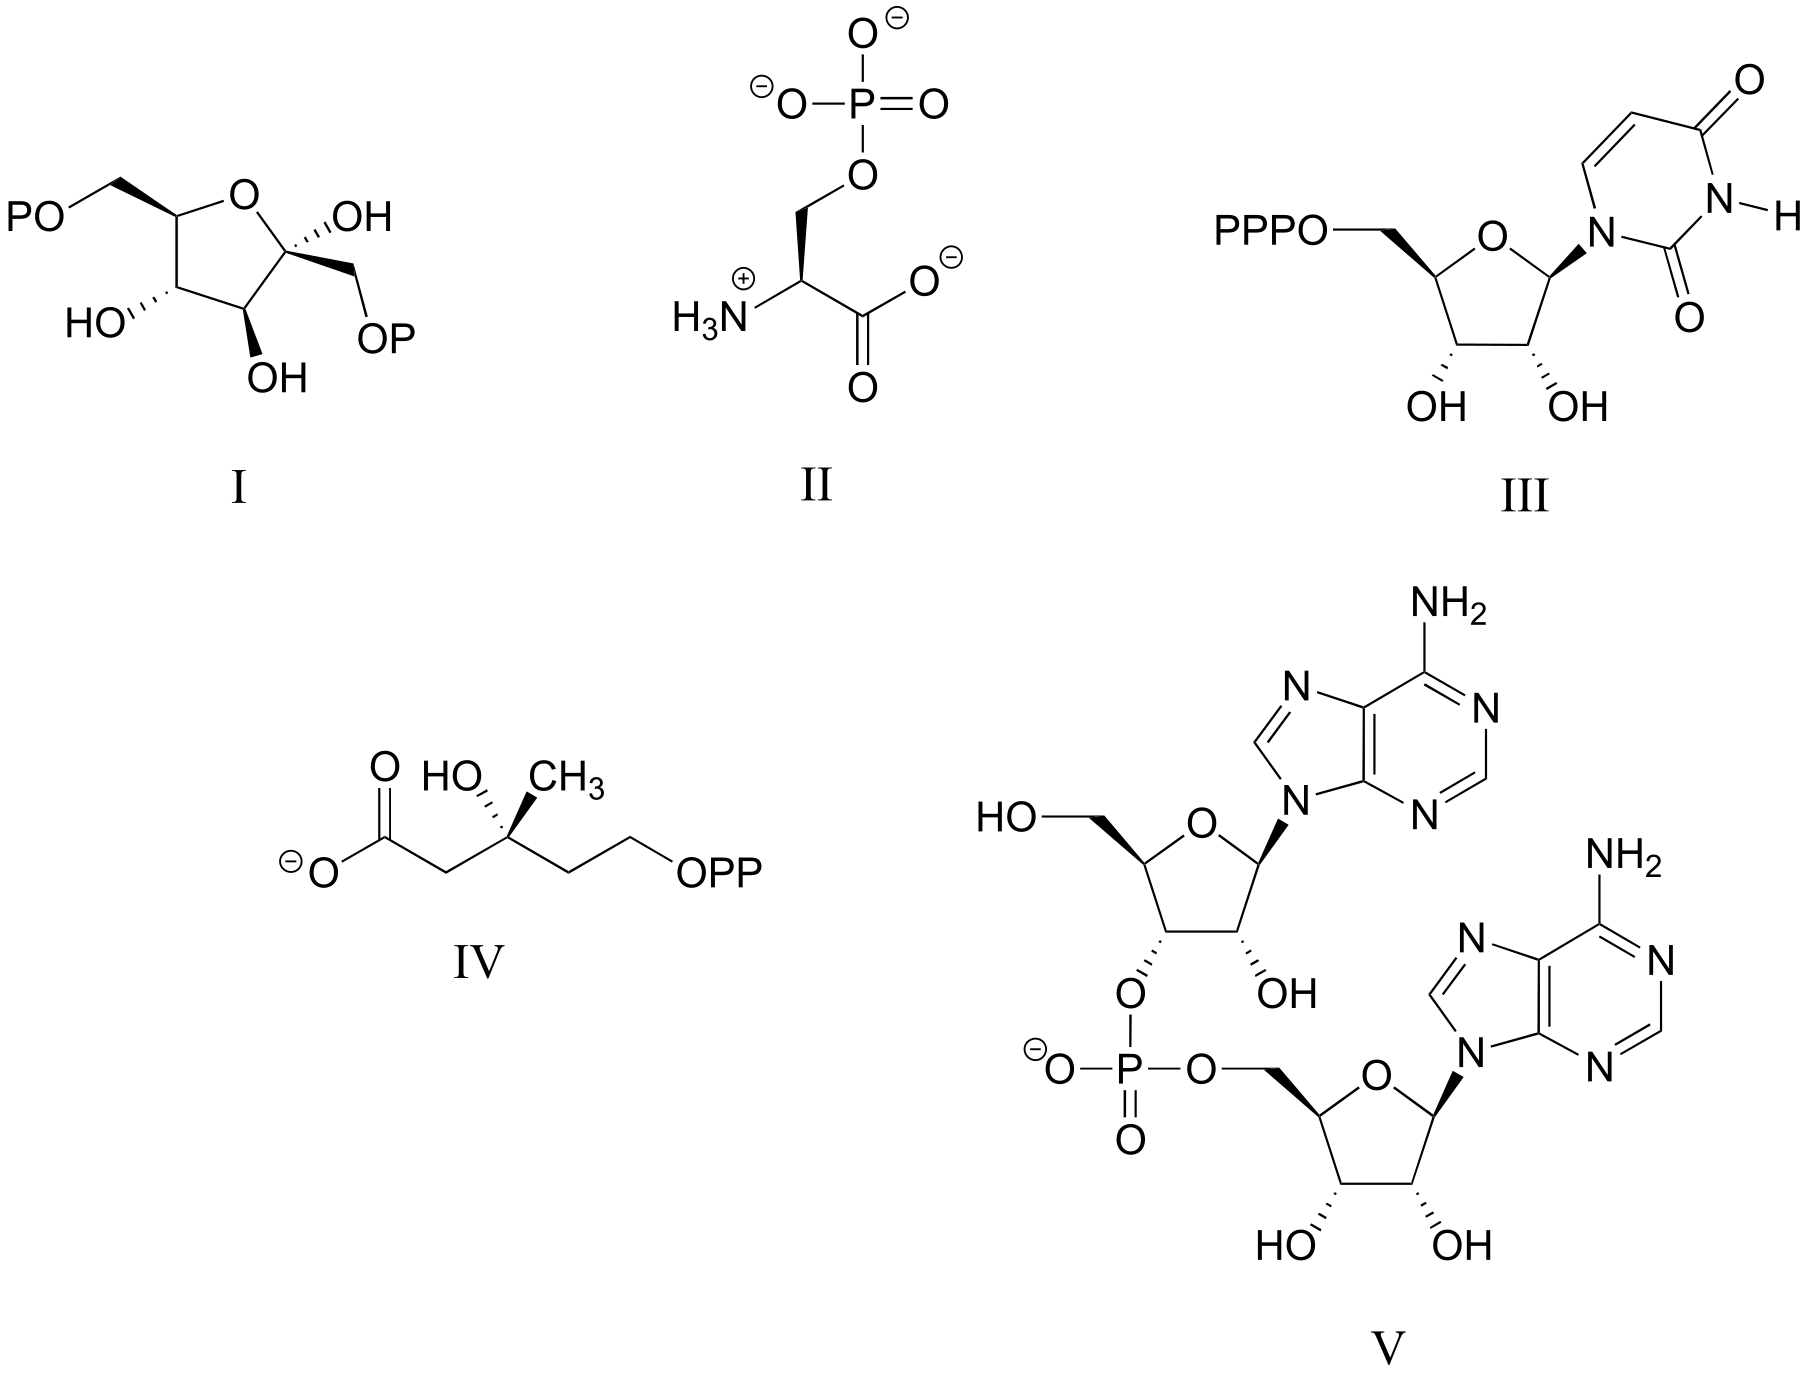 O⊖
⊖O P O
O
H₃N⊕ O⊖
O
PO O OH
HO OH OP
I
II
PPPO O N N H
O
O
OH OH
III
O HO CH₃
⊖O OPP
IV
NH₂
N N
HO O N N
O OH
⊖O P O
O
NH₂
N N
O N N
HO OH
V